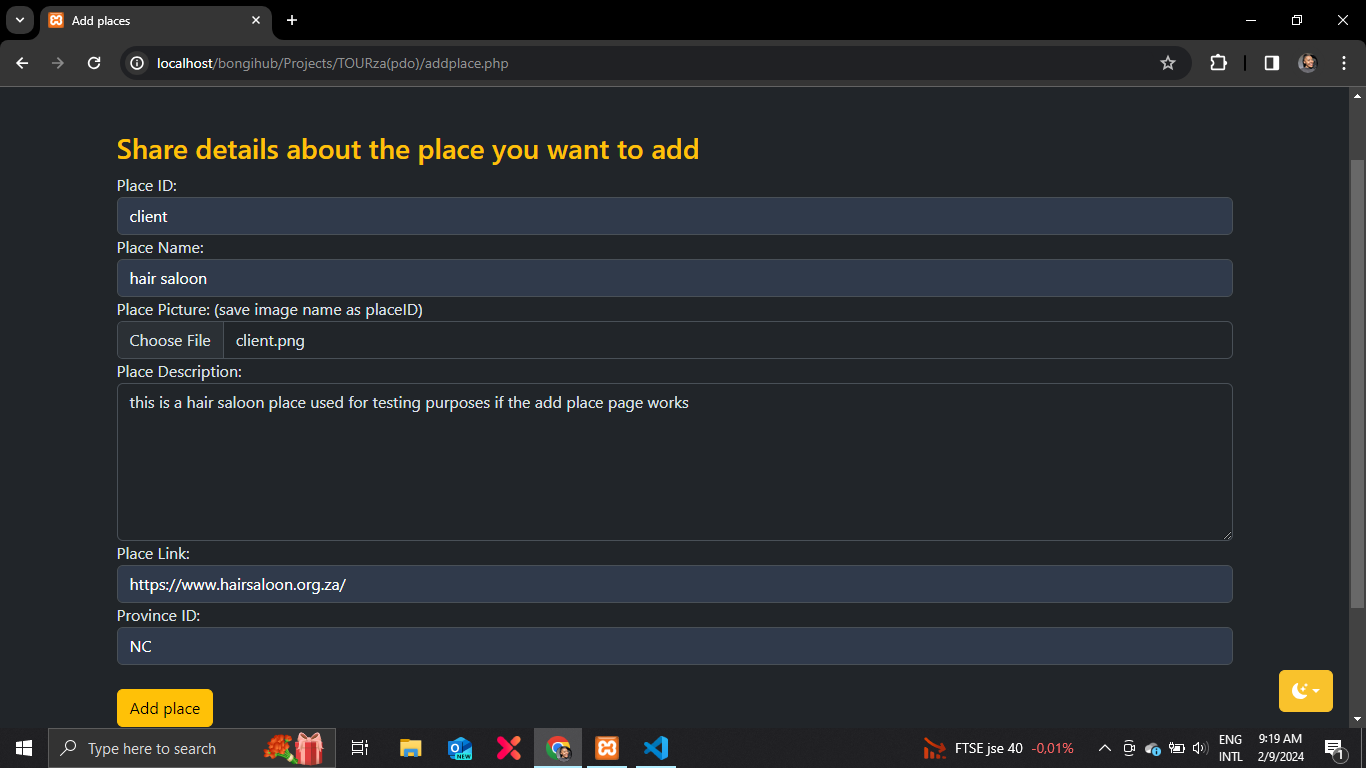 Add places
localhost/bongihub/Projects/TOURza(pdo)/addplace.php
Share details about the place you want to add
Place ID:
client
Place Name:
hair saloon
Place Picture: (save image name as placeID)
Choose File client.png
Place Description:
this is a hair saloon place used for testing purposes if the add place page works
Place Link:
https://www.hairsaloon.org.za/
Province ID:
NC
Add place
Type here to search
NEW
FTSE jse 40 -0,01%
ENG
INTL
9:19 AM
2/9/2024
1